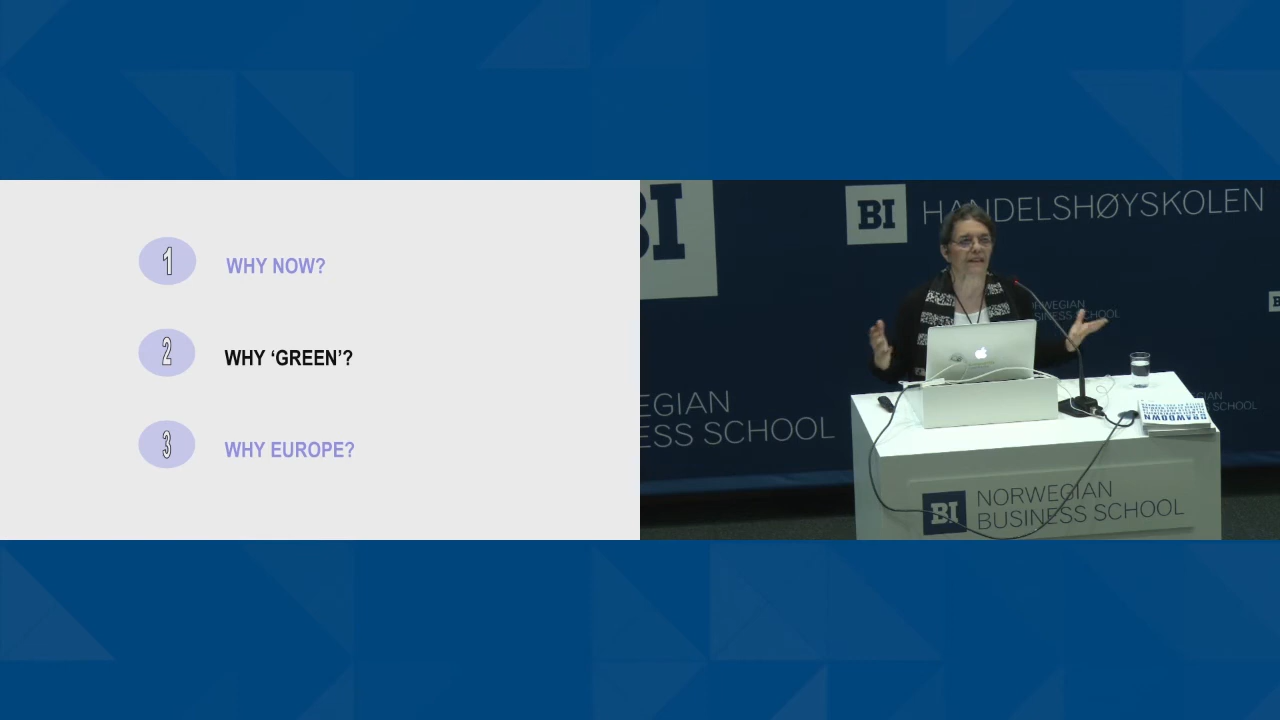 1
WHY NOW?
2
WHY ‘GREEN’?
3
WHY EUROPE?
BI
BI HANDELSHØYSKOLEN
NORWEGIAN
BUSINESS SCHOOL
B
EGIAN
ESS SCHOOL
DRAWDOWN
BI NORWEGIAN
BUSINESS SCHOOL